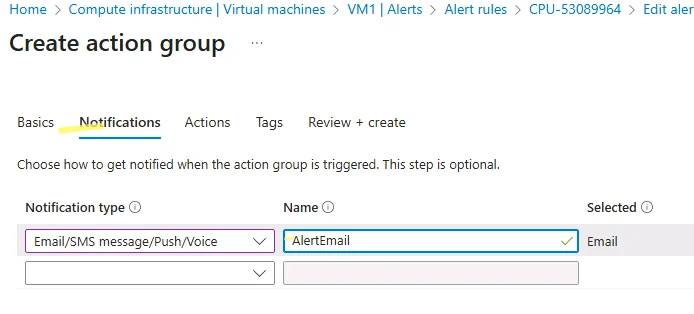 Home > Compute infrastructure | Virtual machines > VM1 | Alerts > Alert rules > CPU-53089964 > Edit aler
Create action group ...
Basics Notifications Actions Tags Review + create
Choose how to get notified when the action group is triggered. This step is optional.
Notification type Name Selected
Email/SMS message/Push/Voice AlertEmail Email